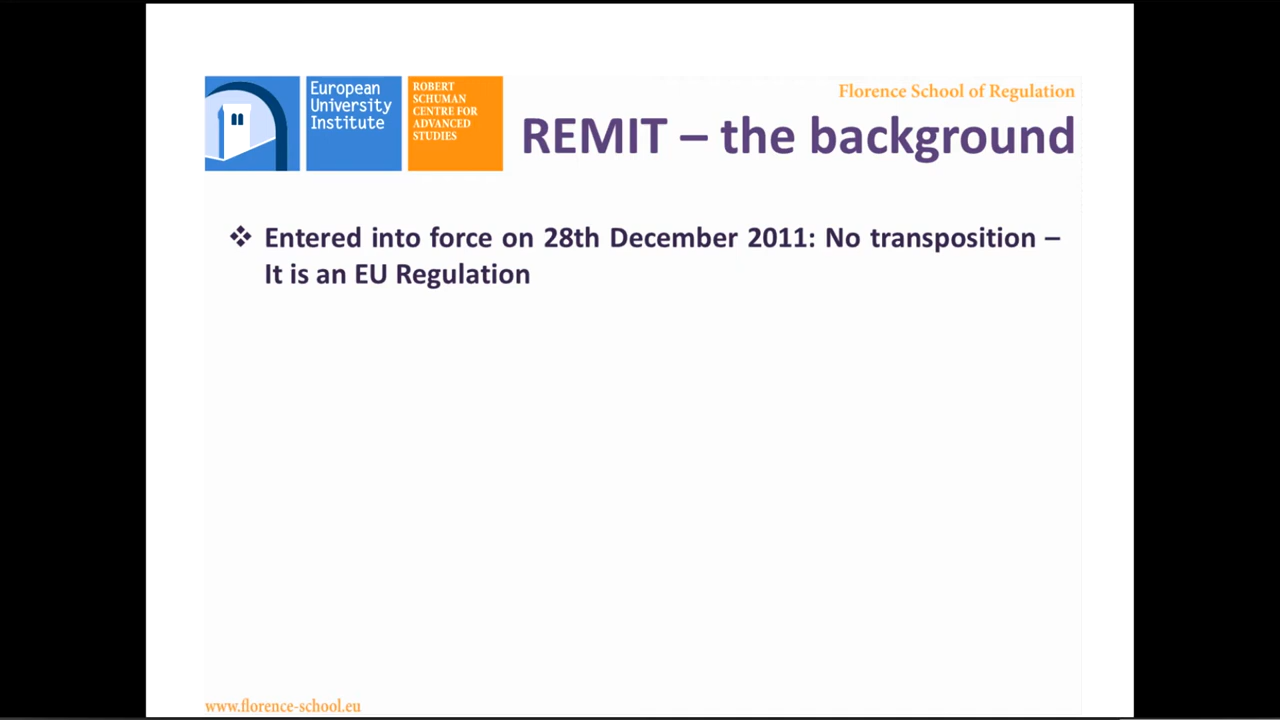 European
University
Institute
ROBERT
SCHUMAN
CENTRE FOR
ADVANCED
STUDIES
Florence School of Regulation
REMIT – the background
❖ Entered into force on 28th December 2011: No transposition –
It is an EU Regulation
www.florence-school.eu